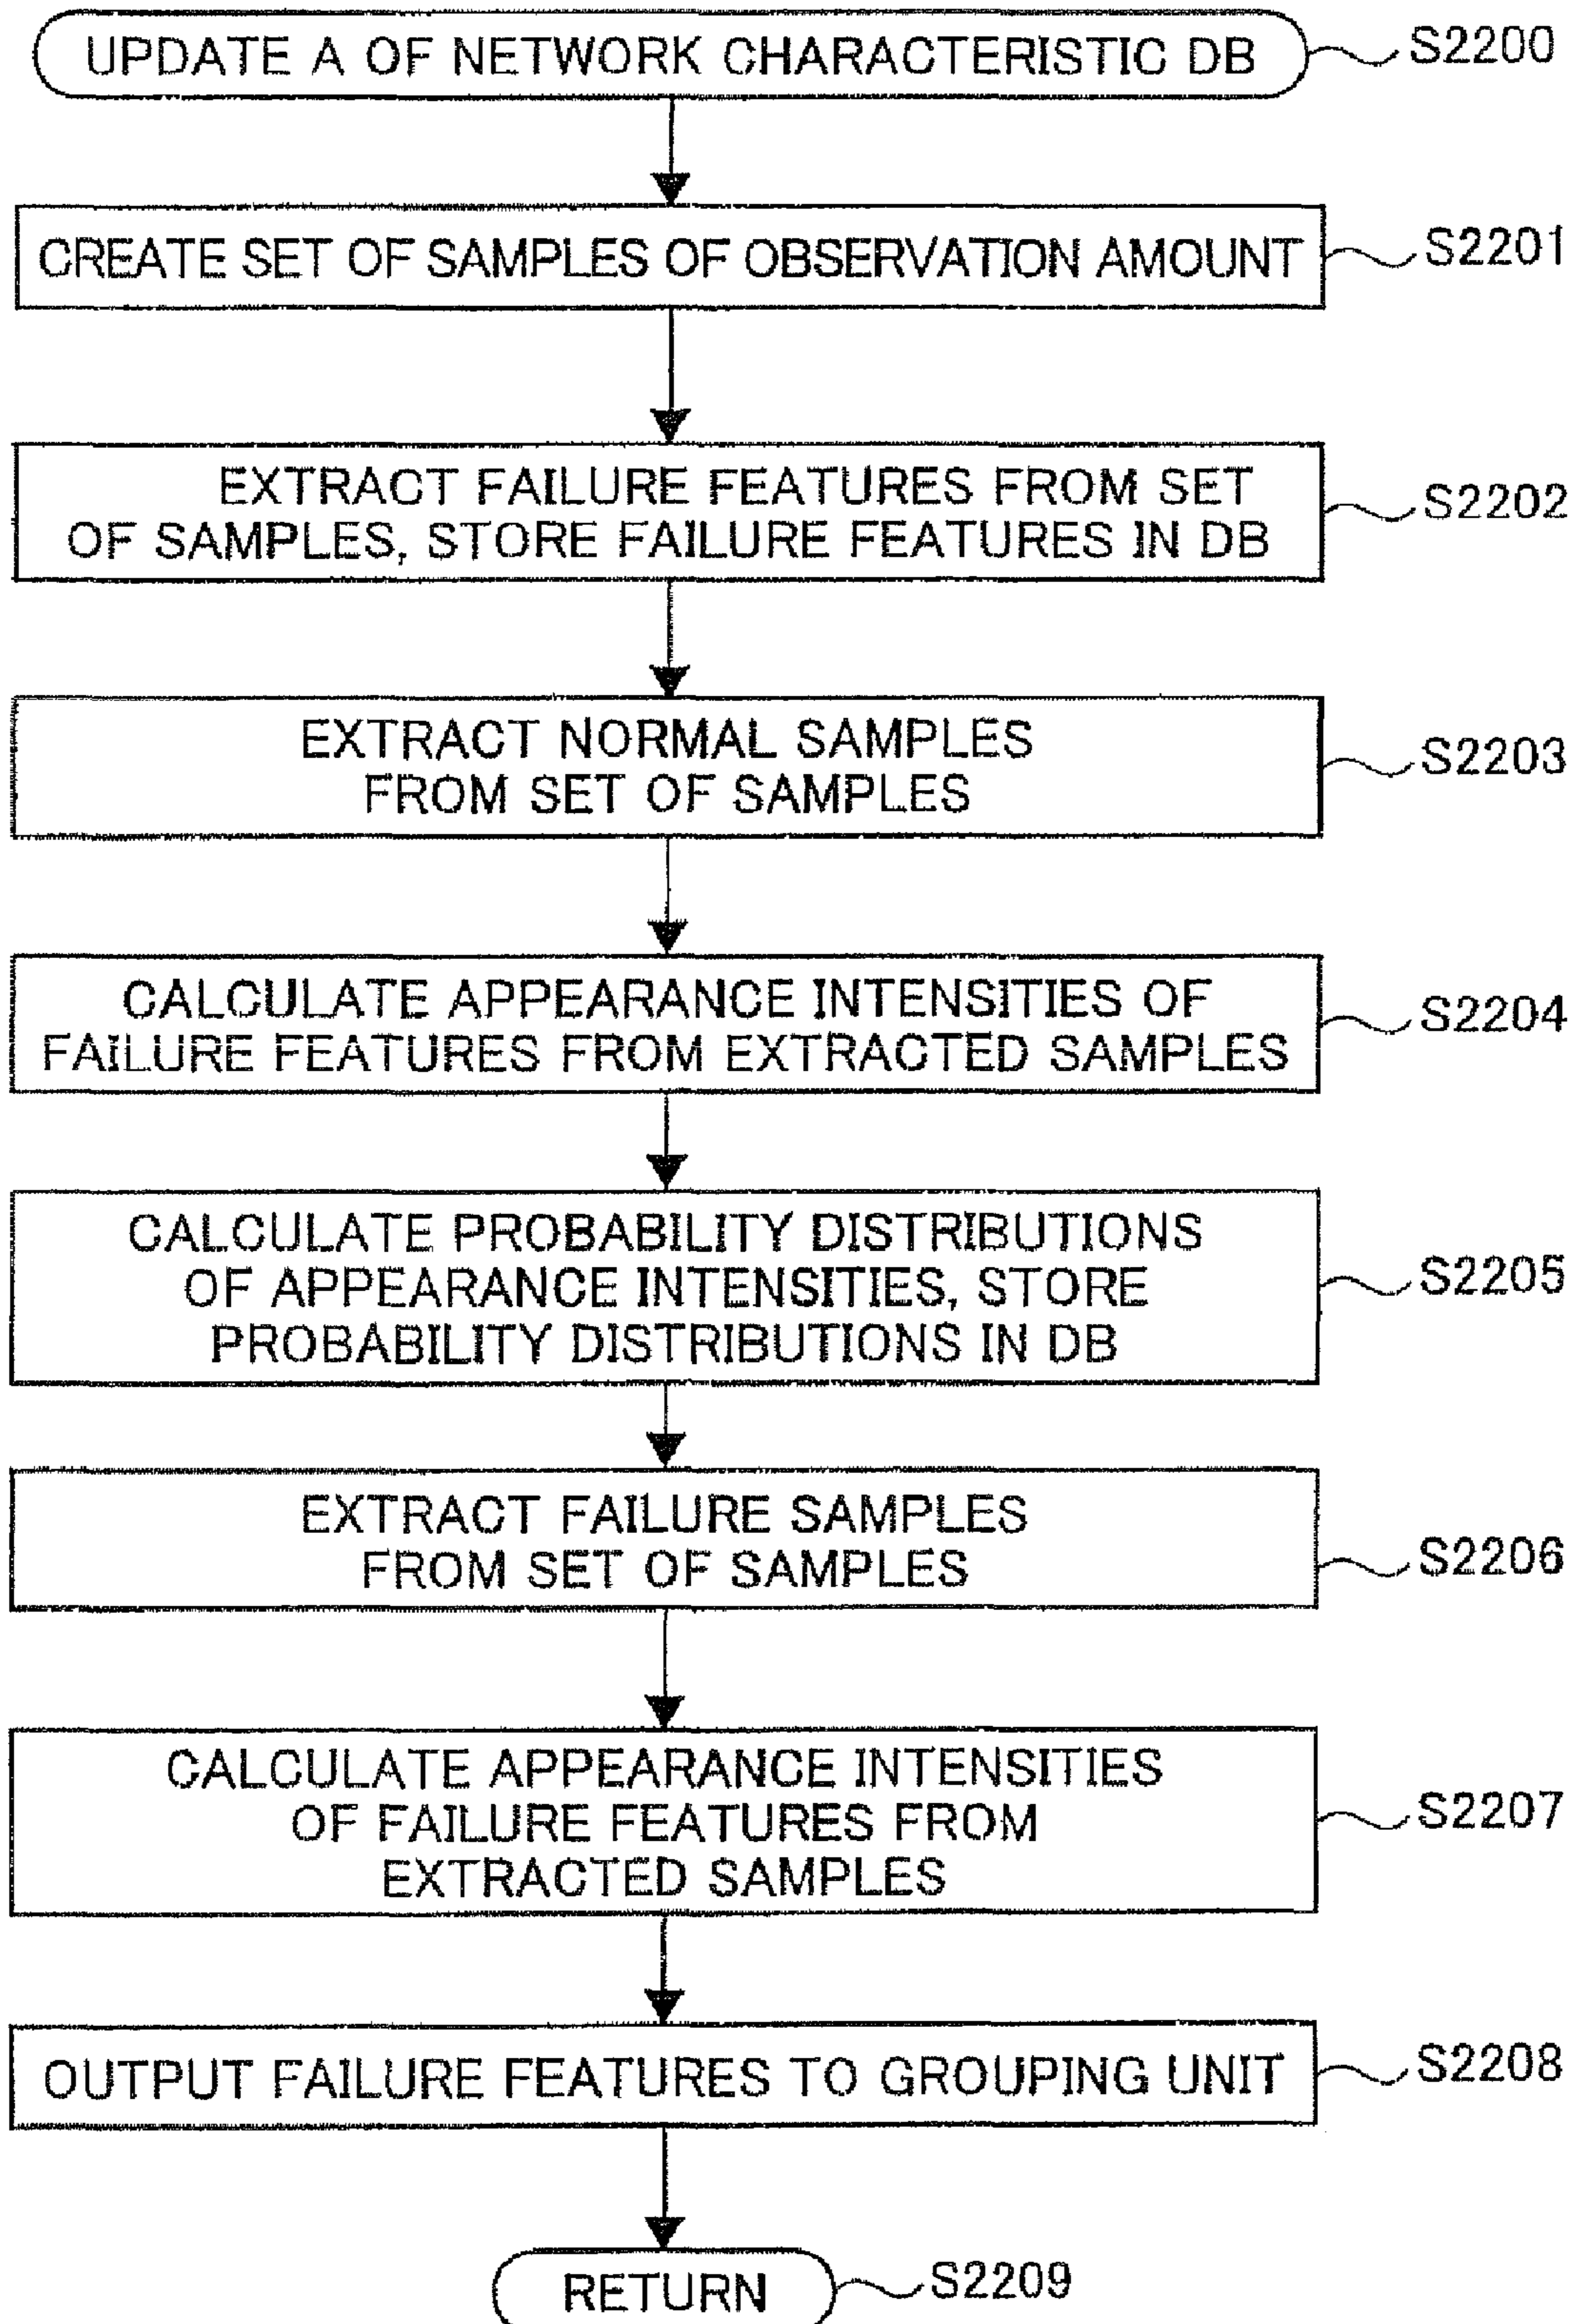 UPDATE A OF NETWORK CHARACTERISTIC DB
S2200
CREATE SET OF SAMPLES OF OBSERVATION AMOUNT
S2201
EXTRACT FAILURE FEATURES FROM SET
OF SAMPLES, STORE FAILURE FEATURES IN DB
S2202
EXTRACT NORMAL SAMPLES
FROM SET OF SAMPLES
S2203
CALCULATE APPEARANCE INTENSITIES OF
FAILURE FEATURES FROM EXTRACTED SAMPLES
S2204
CALCULATE PROBABILITY DISTRIBUTIONS
OF APPEARANCE INTENSITIES, STORE
PROBABILITY DISTRIBUTIONS IN DB
S2205
EXTRACT FAILURE SAMPLES
FROM SET OF SAMPLES
S2206
CALCULATE APPEARANCE INTENSITIES
OF FAILURE FEATURES FROM
EXTRACTED SAMPLES
S2207
OUTPUT FAILURE FEATURES TO GROUPING UNIT
S2208
RETURN
S2209